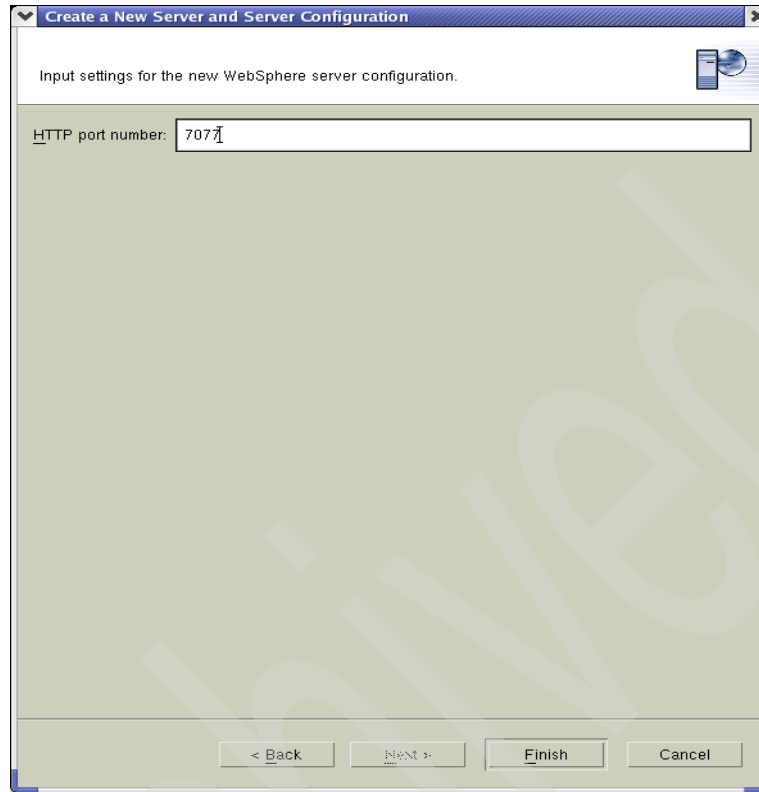 Create a New Server and Server Configuration
Input settings for the new WebSphere server configuration.
HTTP port number: 7077
< Back Next > Finish Cancel